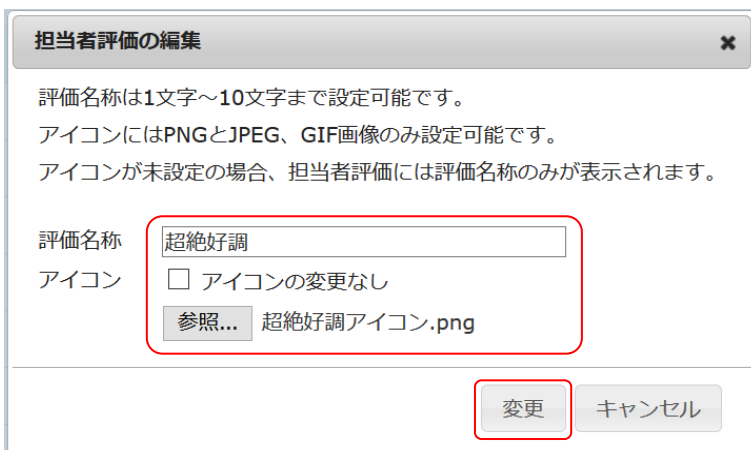 担当者評価の編集
評価名称は1文字～10文字まで設定可能です。
アイコンにはPNGとJPEG、GIF画像のみ設定可能です。
アイコンが未設定の場合、担当者評価には評価名称のみが表示されます。
評価名称 超絶好調
アイコン アイコンの変更なし
参照... 超絶好調アイコン.png
変更 キャンセル